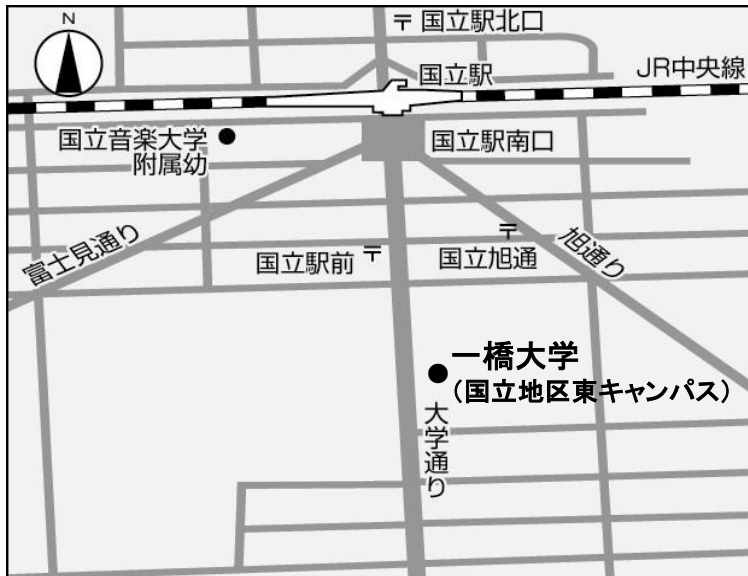 N
〒国立駅北口
国立駅
JR中央線
国立音楽大学
附属幼
国立駅南口
富士見通り
国立駅前〒
〒
国立旭通
旭通り
一橋大学
(国立地区東キャンパス)
大学通り